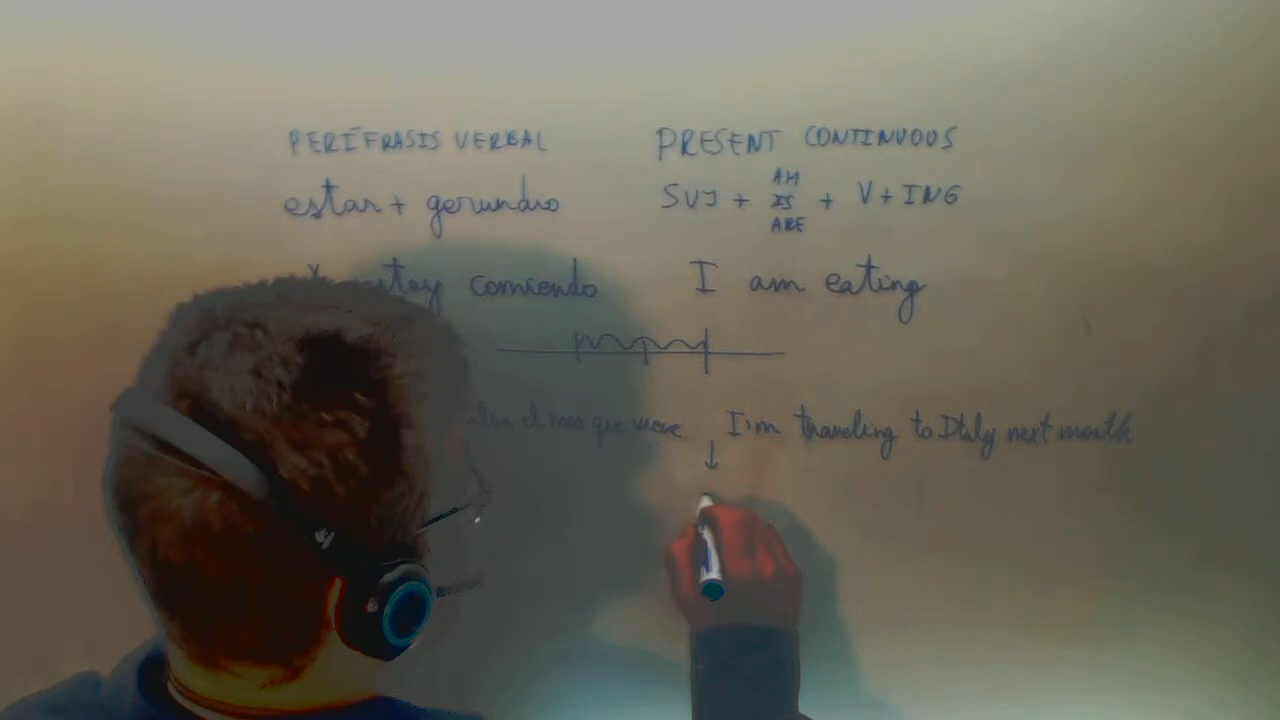 PERÍFRASIS VERBAL PRESENT CONTINUOUS
estar + gerundio SUJ + AM IS ARE + V + ING
estoy comiendo I am eating
el mes que viene I'm traveling to Italy next month